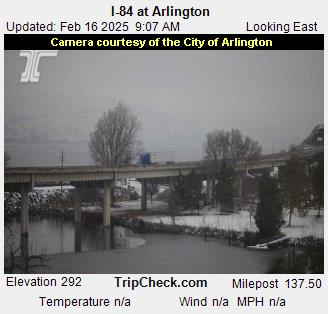 I-84 at Arlington
Updated: Feb 16 2025 9:07 AM Looking East
Camera courtesy of the City of Arlington
Elevation 292 TripCheck.com Milepost 137.50
Temperature n/a Wind n/a MPH n/a